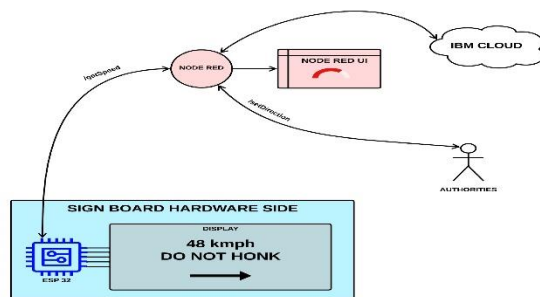 IBM CLOUD
NODE RED
NODE RED UI
/getSpeed
/setDirection
AUTHORITIES
SIGN BOARD HARDWARE SIDE
DISPLAY
48 kmph
DO NOT HONK
ESP 32